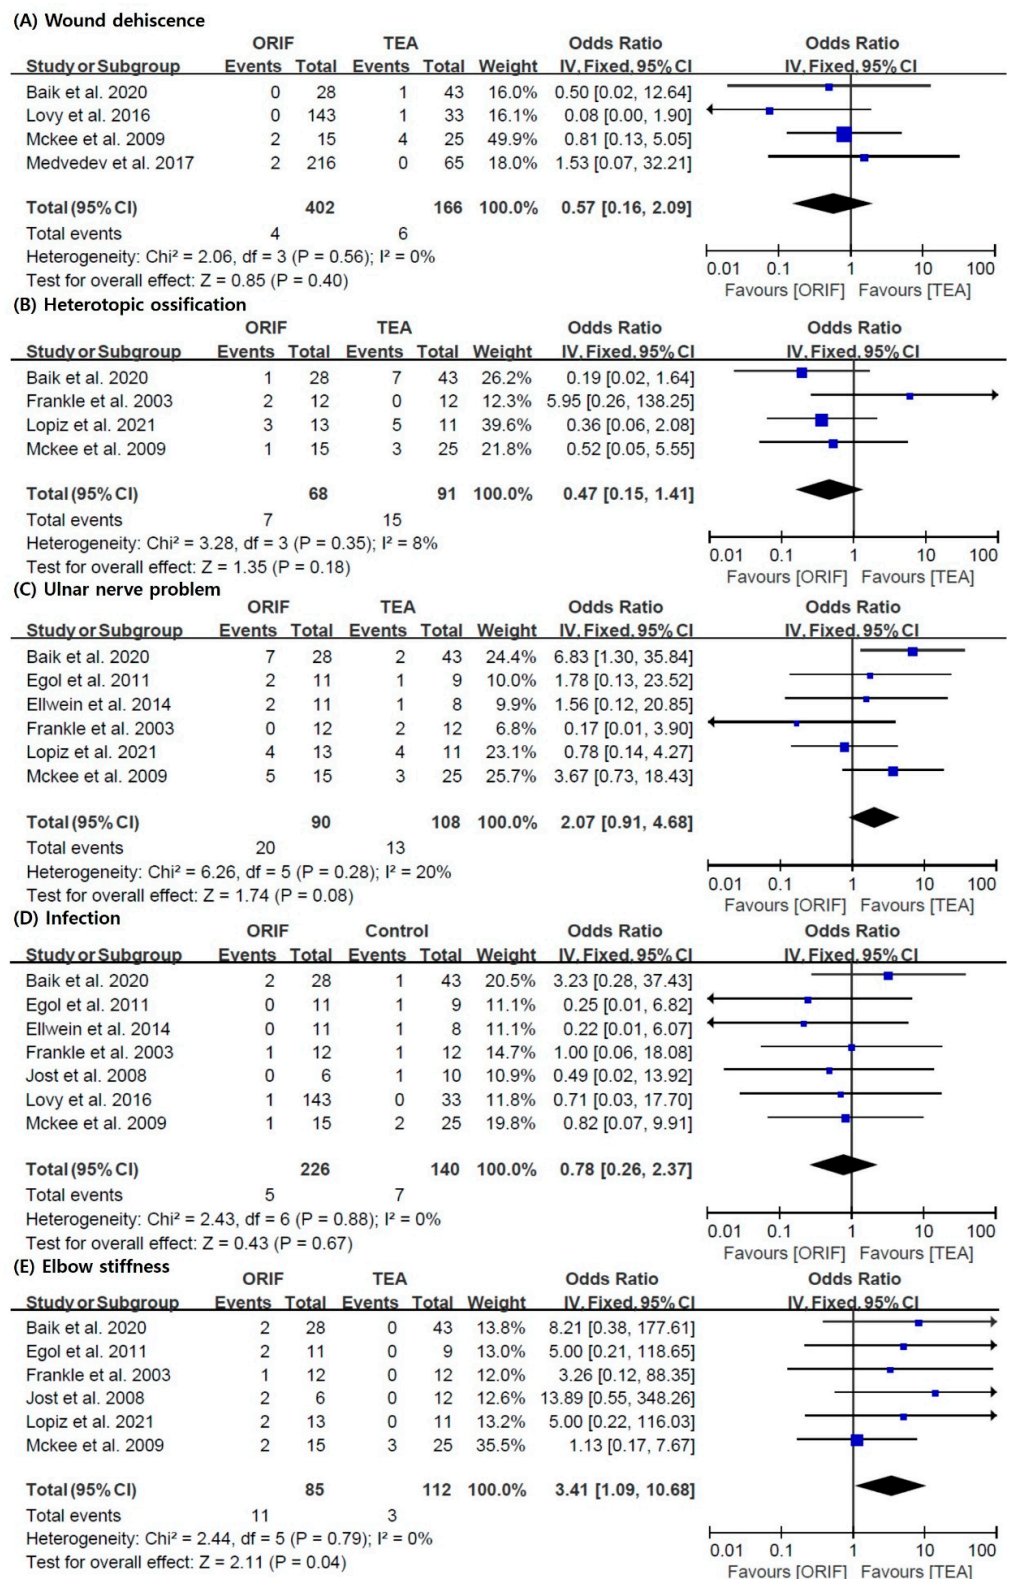 (A) Wound dehiscence
ORIF TEA Odds Ratio Odds Ratio
Study or Subgroup Events Total Events Total Weight IV, Fixed, 95% CI IV, Fixed, 95% CI
Baik et al. 2020 0 28 1 43 16.0% 0.50 [0.02, 12.64]
Lovy et al. 2016 0 143 1 33 16.1% 0.08 [0.00, 1.90]
Mckee et al. 2009 2 15 4 25 49.9% 0.81 [0.13, 5.05]
Medvedev et al. 2017 2 216 0 65 18.0% 1.53 [0.07, 32.21]
Total (95% CI) 402 166 100.0% 0.57 [0.16, 2.09]
Total events 4 6
Heterogeneity: Chi² = 2.06, df = 3 (P = 0.56); I² = 0%
Test for overall effect: Z = 0.85 (P = 0.40)
0.01 0.1 1 10 100
Favours [ORIF] Favours [TEA]
(B) Heterotopic ossification
ORIF TEA Odds Ratio Odds Ratio
Study or Subgroup Events Total Events Total Weight IV, Fixed, 95% CI IV, Fixed, 95% CI
Baik et al. 2020 1 28 7 43 26.2% 0.19 [0.02, 1.64]
Frankle et al. 2003 2 12 0 12 12.3% 5.95 [0.26, 138.25]
Lopiz et al. 2021 3 13 5 11 39.6% 0.36 [0.06, 2.08]
Mckee et al. 2009 1 15 3 25 21.8% 0.52 [0.05, 5.55]
Total (95% CI) 68 91 100.0% 0.47 [0.15, 1.41]
Total events 7 15
Heterogeneity: Chi² = 3.28, df = 3 (P = 0.35); I² = 8%
Test for overall effect: Z = 1.35 (P = 0.18)
0.01 0.1 1 10 100
Favours [ORIF] Favours [TEA]
(C) Ulnar nerve problem
ORIF TEA Odds Ratio Odds Ratio
Study or Subgroup Events Total Events Total Weight IV, Fixed, 95% CI IV, Fixed, 95% CI
Baik et al. 2020 7 28 2 43 24.4% 6.83 [1.30, 35.84]
Egol et al. 2011 2 11 1 9 10.0% 1.78 [0.13, 23.52]
Ellwein et al. 2014 2 11 1 8 9.9% 1.56 [0.12, 20.85]
Frankle et al. 2003 0 12 2 12 6.8% 0.17 [0.01, 3.90]
Lopiz et al. 2021 4 13 4 11 23.1% 0.78 [0.14, 4.27]
Mckee et al. 2009 5 15 3 25 25.7% 3.67 [0.73, 18.43]
Total (95% CI) 90 108 100.0% 2.07 [0.91, 4.68]
Total events 20 13
Heterogeneity: Chi² = 6.26, df = 5 (P = 0.28); I² = 20%
Test for overall effect: Z = 1.74 (P = 0.08)
0.01 0.1 1 10 100
Favours [ORIF] Favours [TEA]
(D) Infection
ORIF Control Odds Ratio Odds Ratio
Study or Subgroup Events Total Events Total Weight IV, Fixed, 95% CI IV, Fixed, 95% CI
Baik et al. 2020 2 28 1 43 20.5% 3.23 [0.28, 37.43]
Egol et al. 2011 0 11 1 9 11.1% 0.25 [0.01, 6.82]
Ellwein et al. 2014 0 11 1 8 11.1% 0.22 [0.01, 6.07]
Frankle et al. 2003 1 12 1 12 14.7% 1.00 [0.06, 18.08]
Jost et al. 2008 0 6 1 10 10.9% 0.49 [0.02, 13.92]
Lovy et al. 2016 1 143 0 33 11.8% 0.71 [0.03, 17.70]
Mckee et al. 2009 1 15 2 25 19.8% 0.82 [0.07, 9.91]
Total (95% CI) 226 140 100.0% 0.78 [0.26, 2.37]
Total events 5 7
Heterogeneity: Chi² = 2.43, df = 6 (P = 0.88); I² = 0%
Test for overall effect: Z = 0.43 (P = 0.67)
0.01 0.1 1 10 100
Favours [ORIF] Favours [TEA]
(E) Elbow stiffness
ORIF TEA Odds Ratio Odds Ratio
Study or Subgroup Events Total Events Total Weight IV, Fixed, 95% CI IV, Fixed, 95% CI
Baik et al. 2020 2 28 0 43 13.8% 8.21 [0.38, 177.61]
Egol et al. 2011 2 11 0 9 13.0% 5.00 [0.21, 118.65]
Frankle et al. 2003 1 12 0 12 12.0% 3.26 [0.12, 88.35]
Jost et al. 2008 2 6 0 12 12.6% 13.89 [0.55, 348.26]
Lopiz et al. 2021 2 13 0 11 13.2% 5.00 [0.22, 116.03]
Mckee et al. 2009 2 15 3 25 35.5% 1.13 [0.17, 7.67]
Total (95% CI) 85 112 100.0% 3.41 [1.09, 10.68]
Total events 11 3
Heterogeneity: Chi² = 2.44, df = 5 (P = 0.79); I² = 0%
Test for overall effect: Z = 2.11 (P = 0.04)
0.01 0.1 1 10 100
Favours [ORIF] Favours [TEA]